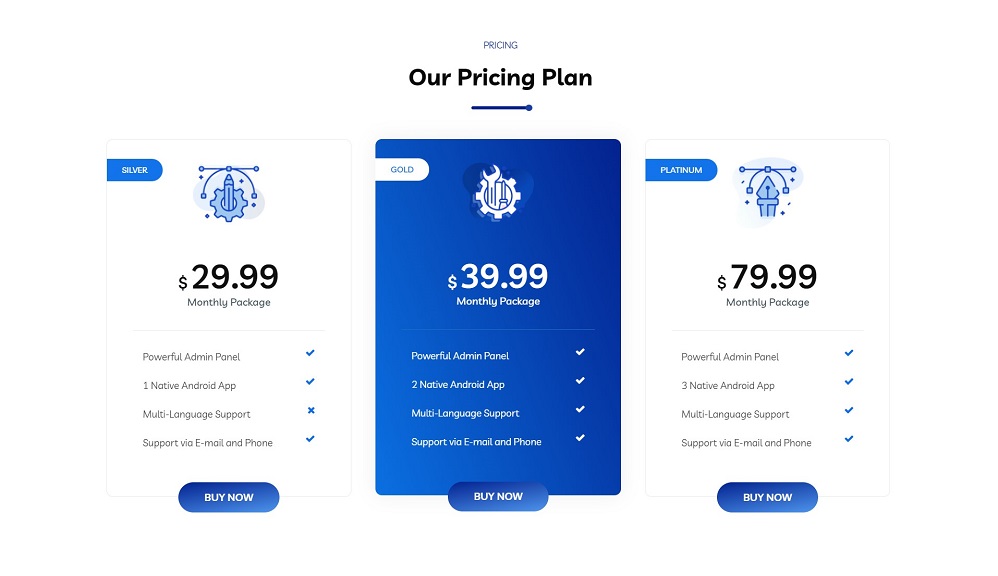 PRICING
Our Pricing Plan
SILVER
$ 29.99
Monthly Package
Powerful Admin Panel
1 Native Android App
Multi-Language Support
Support via E-mail and Phone
BUY NOW
GOLD
$ 39.99
Monthly Package
Powerful Admin Panel
2 Native Android App
Multi-Language Support
Support via E-mail and Phone
BUY NOW
PLATINUM
$ 79.99
Monthly Package
Powerful Admin Panel
3 Native Android App
Multi-Language Support
Support via E-mail and Phone
BUY NOW